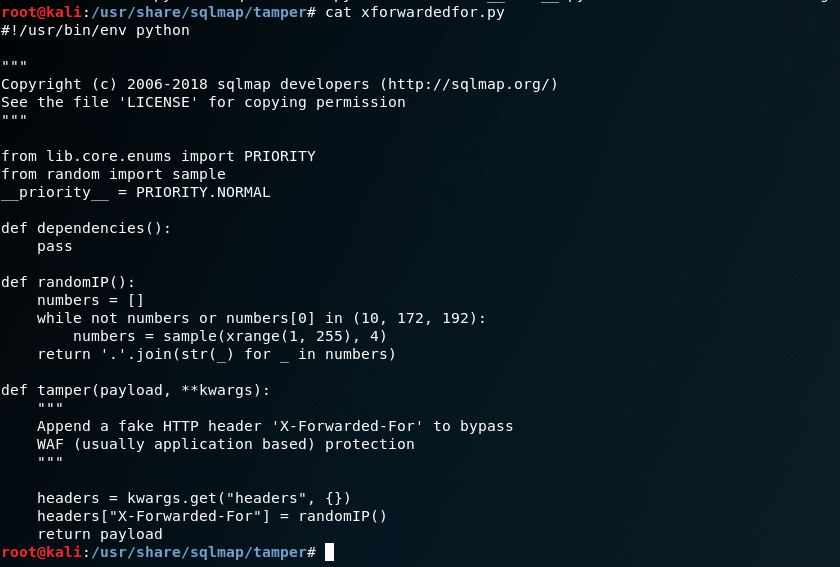 root@kali:/usr/share/sqlmap/tamper# cat xforwardedfor.py
#!/usr/bin/env python

"""
Copyright (c) 2006-2018 sqlmap developers (http://sqlmap.org/)
See the file 'LICENSE' for copying permission
"""

from lib.core.enums import PRIORITY
from random import sample
__priority__ = PRIORITY.NORMAL

def dependencies():
    pass

def randomIP():
    numbers = []
    while not numbers or numbers[0] in (10, 172, 192):
        numbers = sample(xrange(1, 255), 4)
    return '.'.join(str(_) for _ in numbers)

def tamper(payload, **kwargs):
    """
    Append a fake HTTP header 'X-Forwarded-For' to bypass
    WAF (usually application based) protection
    """

    headers = kwargs.get("headers", {})
    headers["X-Forwarded-For"] = randomIP()
    return payload
root@kali:/usr/share/sqlmap/tamper#